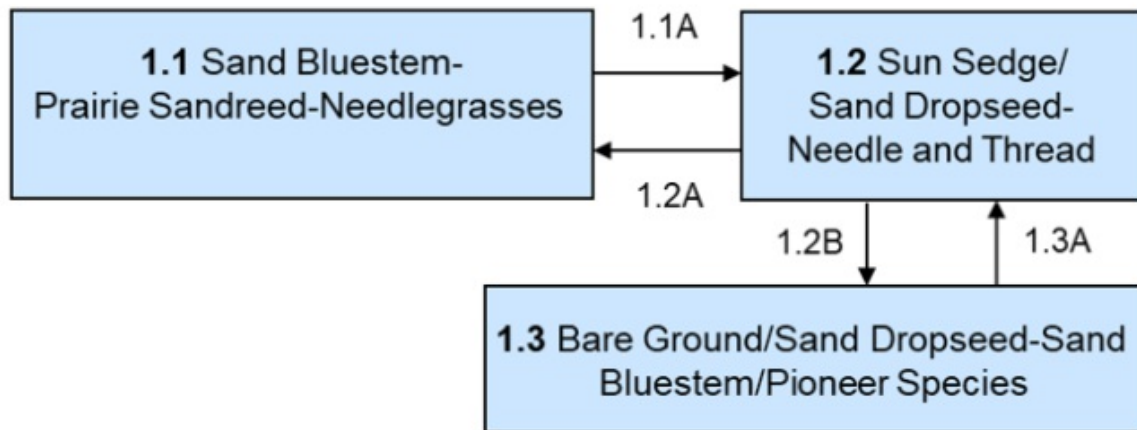 1.1 Sand Bluestem-
Prairie Sandreed-Needlegrasses
1.1A
1.2A
1.2 Sun Sedge/
Sand Dropseed-
Needle and Thread
1.2B
1.3A
1.3 Bare Ground/Sand Dropseed-Sand
Bluestem/Pioneer Species